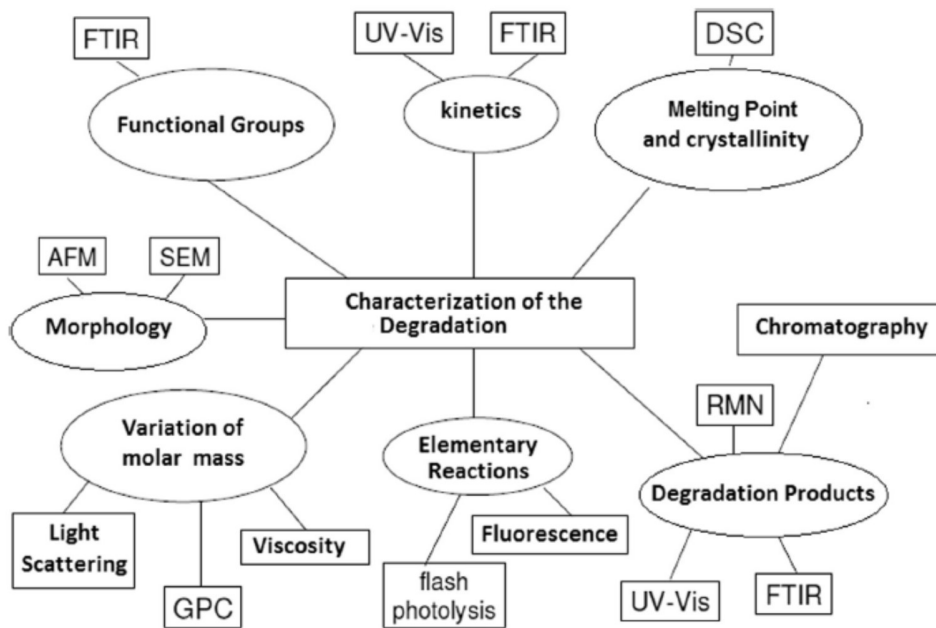 FTIR
UV-Vis
FTIR
DSC
Functional Groups
kinetics
Melting Point
and crystallinity
AFM
SEM
Morphology
Characterization of the
Degradation
Chromatography
RMN
Variation of
molar mass
Elementary
Reactions
Degradation Products
Light
Scattering
Viscosity
Fluorescence
GPC
flash
photolysis
UV-Vis
FTIR